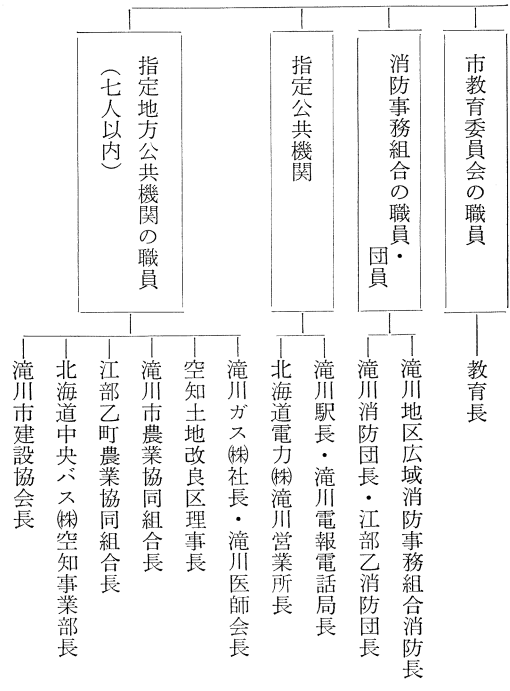 市教育委員会の職員
教育長
消防事務組合の職員・
団員
滝川地区広域消防事務組合消防長
滝川消防団長・江部乙消防団長
指定公共機関
滝川駅長・滝川電報電話局長
北海道電力㈱滝川営業所長
指定地方公共機関の職員
（七人以内）
滝川ガス㈱社長・滝川医師会長
空知土地改良区理事長
滝川市農業協同組合長
江部乙町農業協同組合長
北海道中央バス㈱空知事業部長
滝川市建設協会長